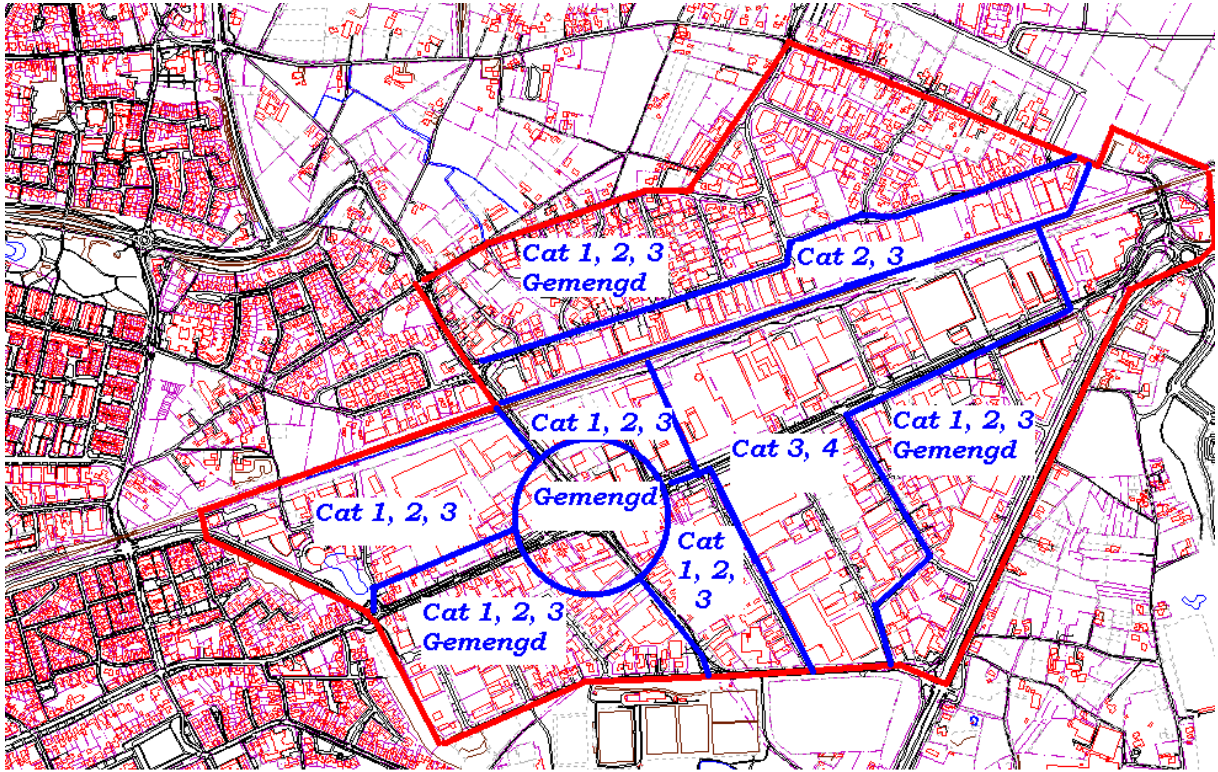 Cat 1, 2, 3
Gemengd
Cat 2, 3
Cat 1, 2, 3
Cat 3, 4
Cat 1, 2, 3
Gemengd
Cat 1, 2, 3
Gemengd
Cat
1, 2,
3
Cat 1, 2, 3
Gemengd